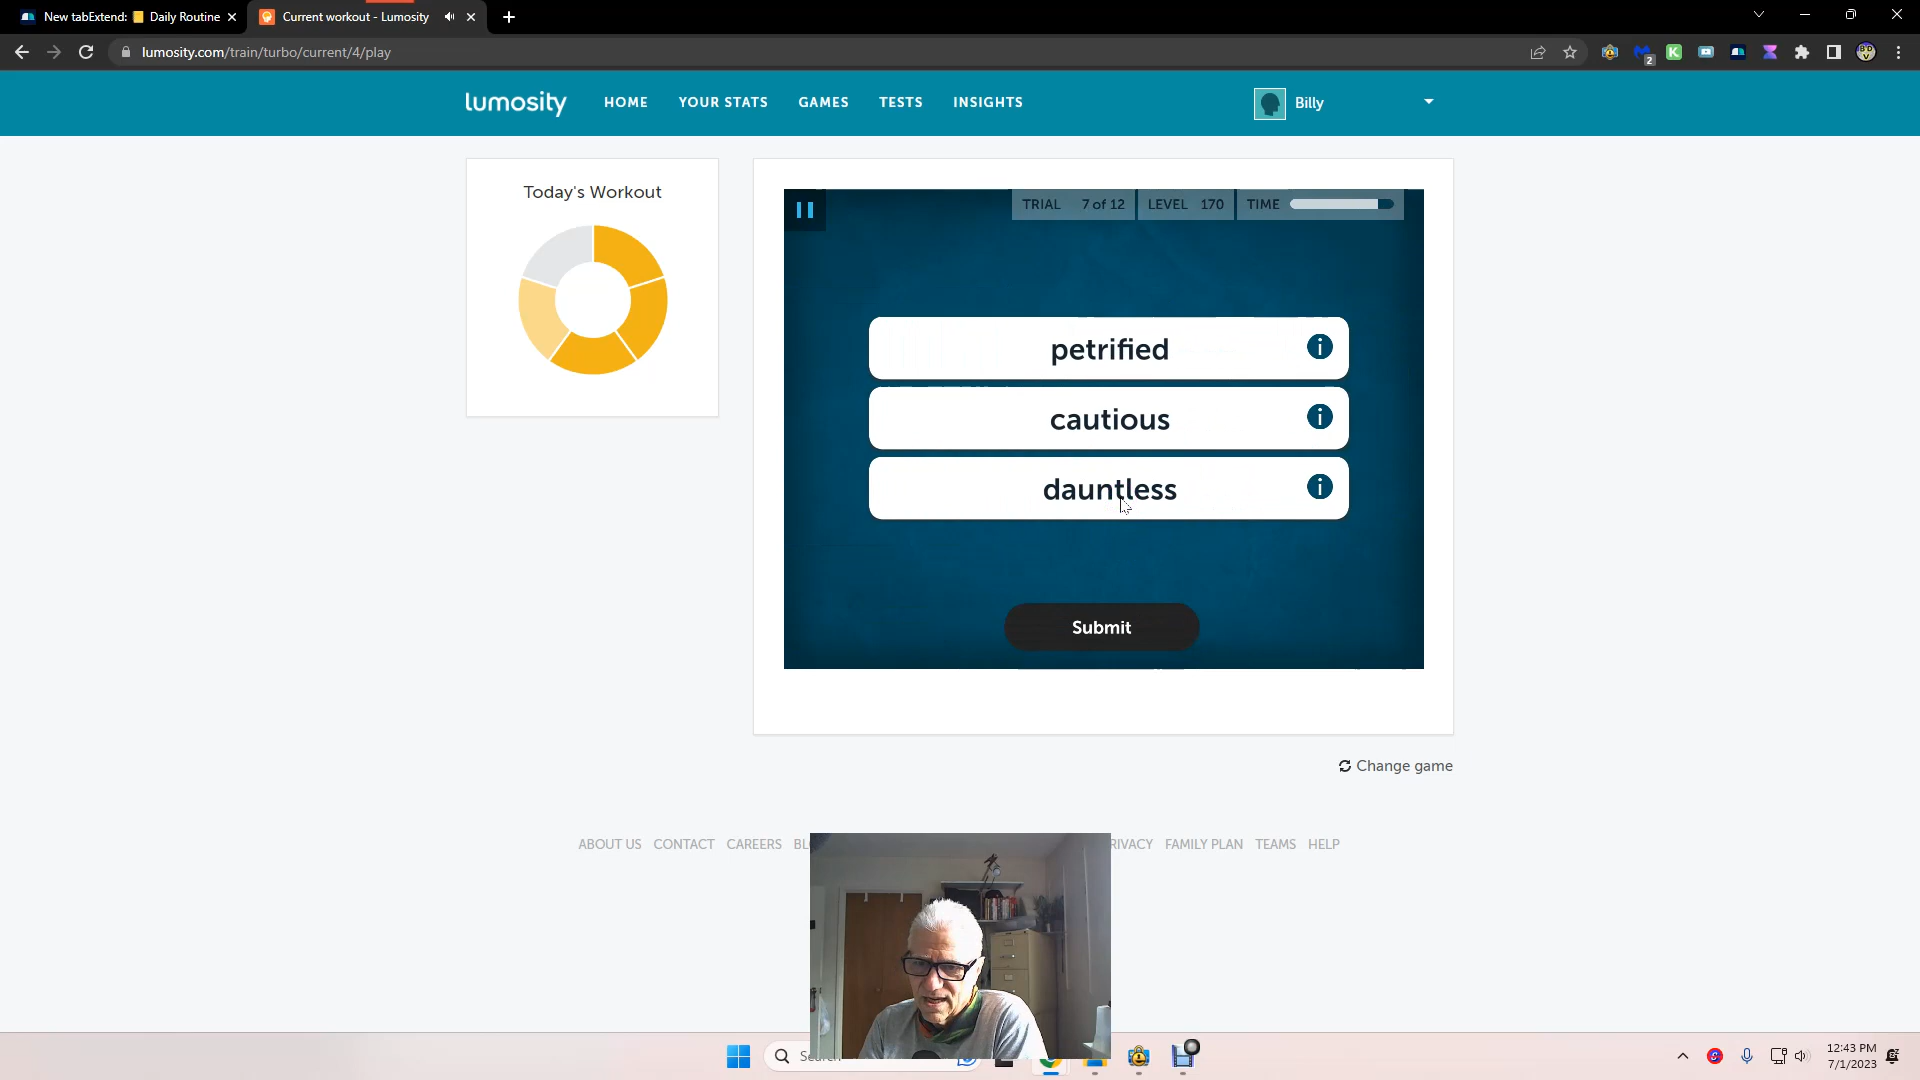 New tabExtend: Daily Routine
Current workout - Lumosity
lumosity.com/train/turbo/current/4/play
2
lumosity
HOME
YOUR STATS
GAMES
TESTS
INSIGHTS
Billy
Today's Workout
TRIAL 7 of 12
LEVEL 170
TIME
petrified
cautious
dauntless
Submit
Change game
ABOUT US CONTACT CAREERS
FAMILY PLAN TEAMS HELP
12:43 PM
7/1/2023